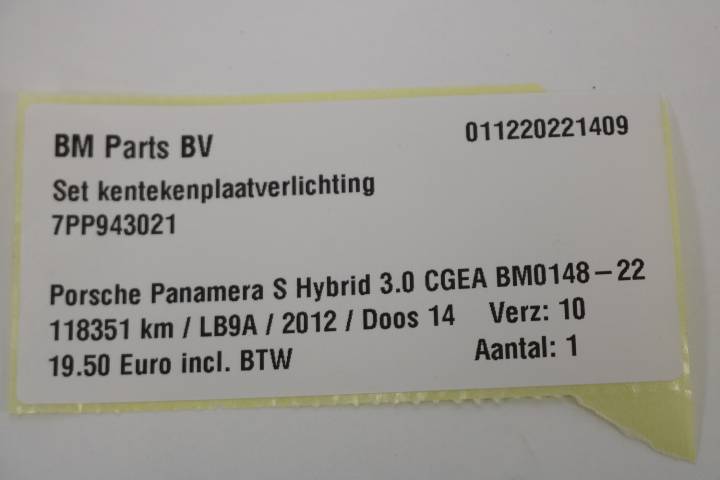 BM Parts BV 011220221409
Set kentekenplaatverlichting
7PP943021
Porsche Panamera S Hybrid 3.0 CGEA BM0148-22
118351 km / LB9A / 2012 / Doos 14 Verz: 10
19.50 Euro incl. BTW Aantal: 1